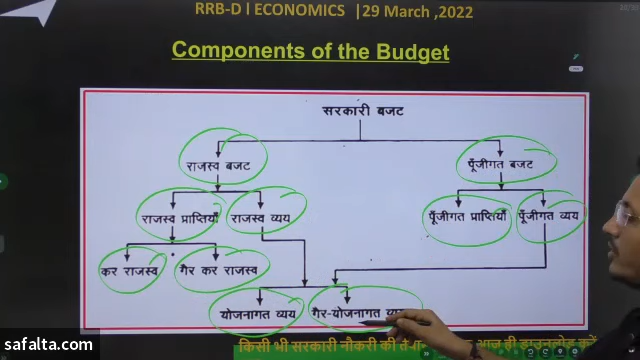 RRB-D l ECONOMICS |29 March ,2022
Components of the Budget
सरकारी बजट
राजस्व बजट
पूँजीगत बजट
राजस्व प्राप्तियाँ राजस्व व्यय
पूँजीगत प्राप्तियाँ पूँजीगत व्यय
कर राजस्व गैर कर राजस्व
योजनागत व्यय गैर-योजनागत
safalta.com
किसी भी सरकारी नौकरी की